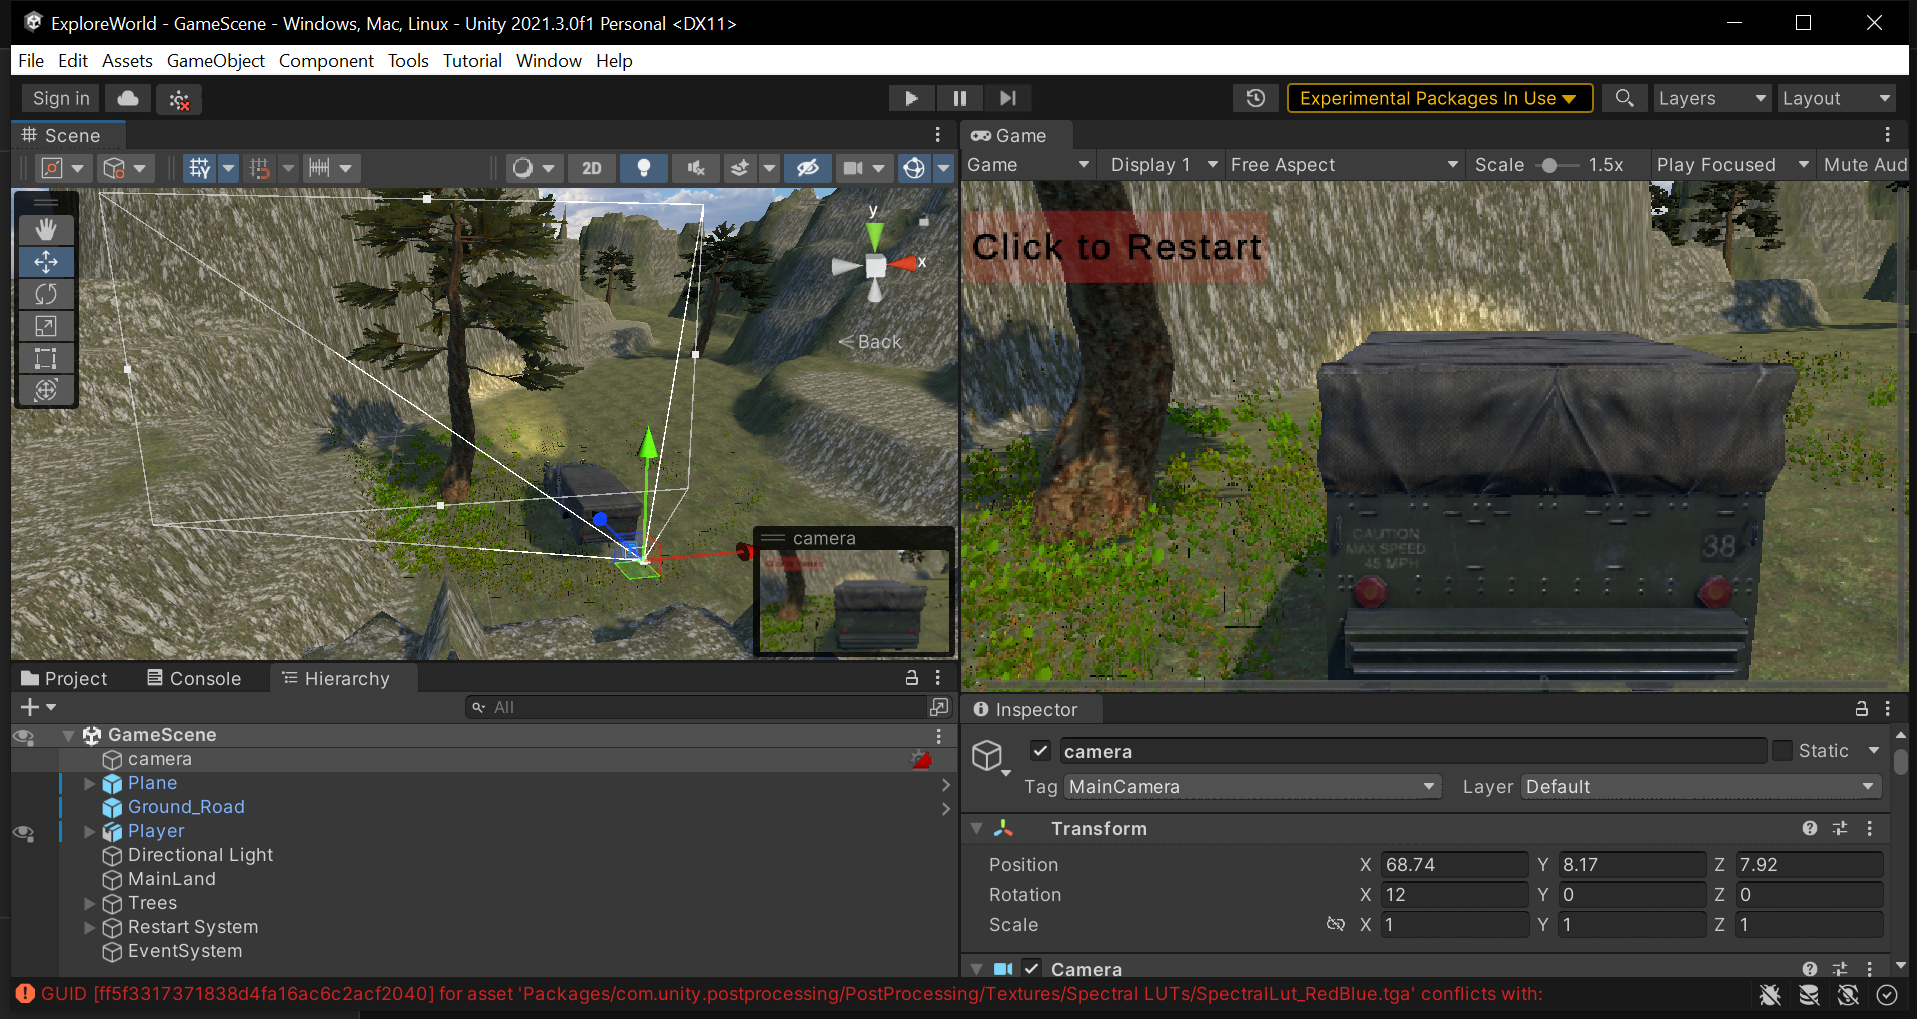 ExploreWorld - GameScene - Windows, Mac, Linux - Unity 2021.3.0f1 Personal <DX11>
File Edit Assets GameObject Component Tools Tutorial Window Help
Sign in
Experimental Packages In Use
Layers
Layout
Scene
2D
y
x
Back
camera
Game
Game
Display 1
Free Aspect
Scale
1.5x
Play Focused
Mute Aud
Click to Restart
CAUTION
MAX SPEED
45 MPH
38
Project
Console
Hierarchy
All
GameScene
camera
Plane
Ground_Road
Player
Directional Light
MainLand
Trees
Restart System
EventSystem
Inspector
camera
Static
Tag MainCamera
Layer Default
Transform
Position X 68.74 Y 8.17 Z 7.92
Rotation X 12 Y 0 Z 0
Scale X 1 Y 1 Z 1
Camera
GUID [ff5f3317371838d4fa16ac6c2acf2040] for asset 'Packages/com.unity.postprocessing/PostProcessing/Textures/Spectral LUTs/SpectralLut_RedBlue.tga' conflicts with: